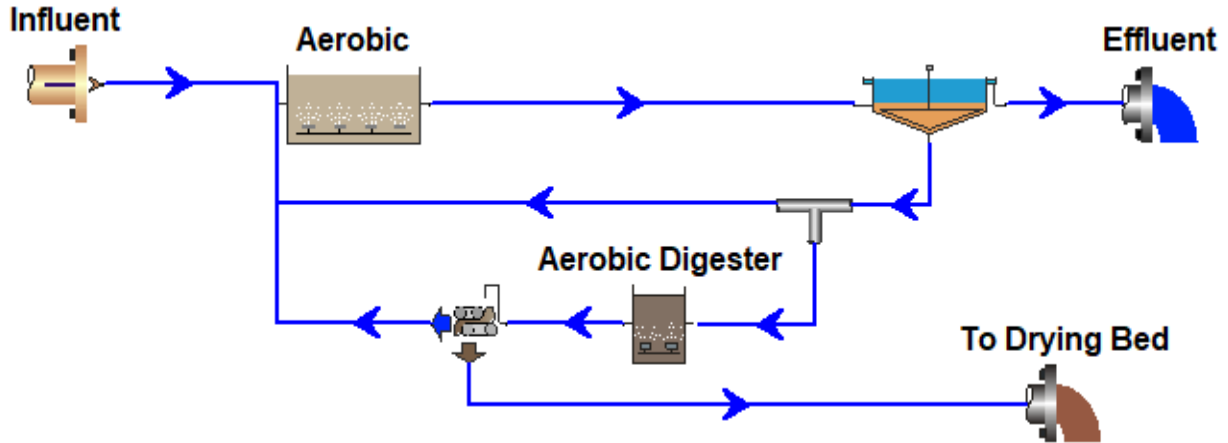 Influent
Aerobic
Effluent
Aerobic Digester
To Drying Bed